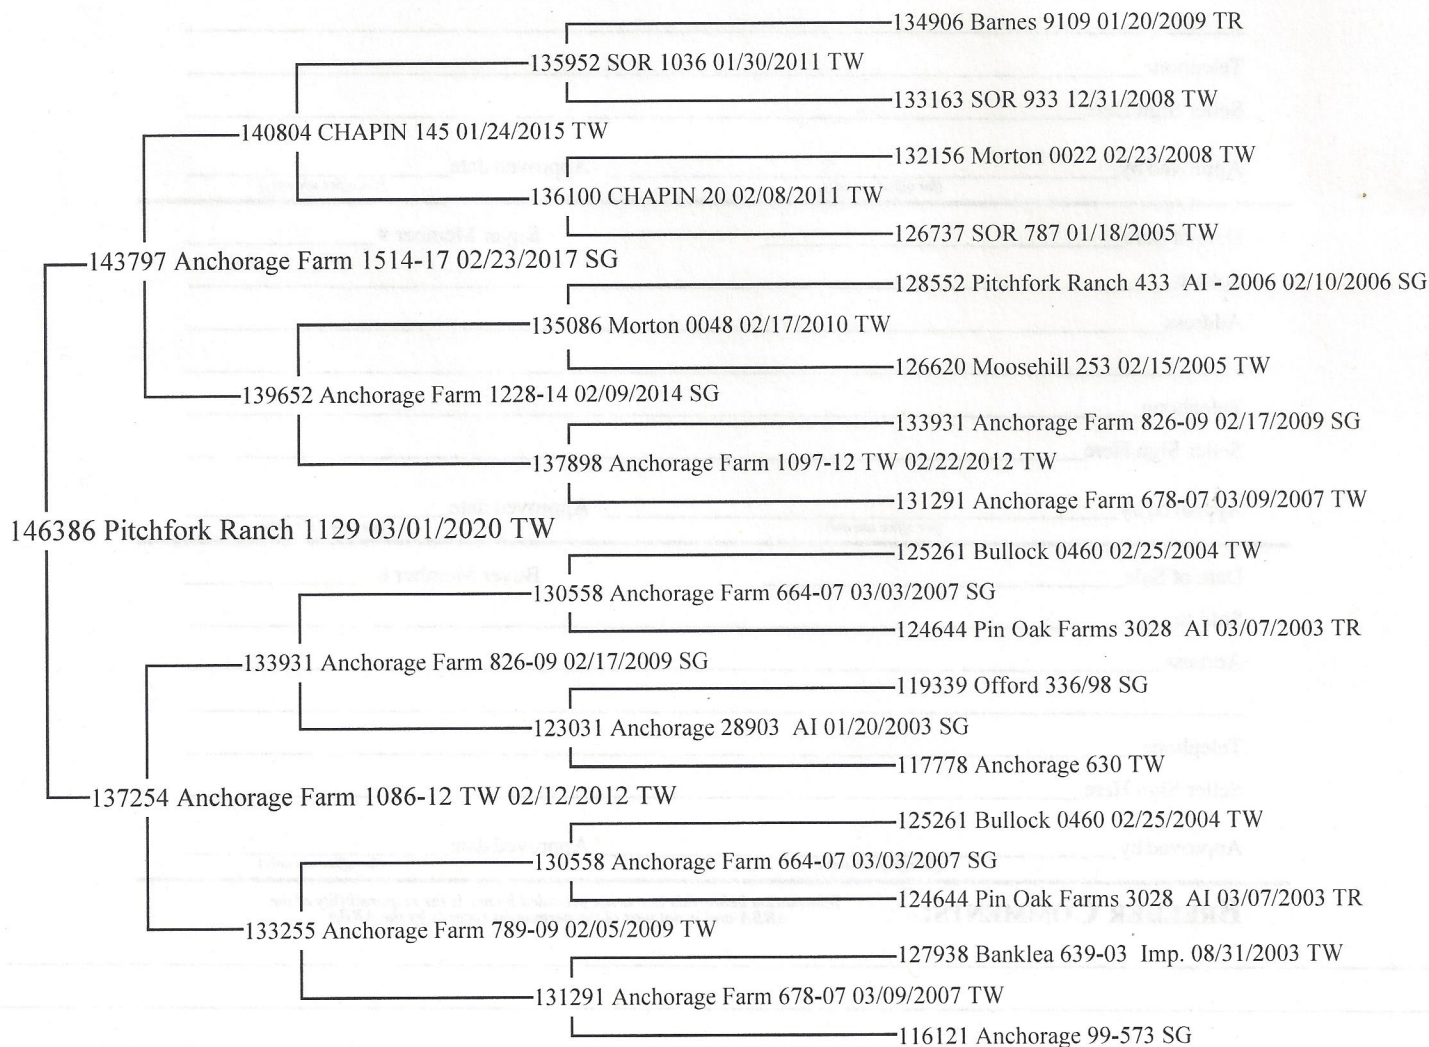 134906 Barnes 9109 01/20/2009 TR
135952 SOR 1036 01/30/2011 TW
133163 SOR 933 12/31/2008 TW
140804 CHAPIN 145 01/24/2015 TW
132156 Morton 0022 02/23/2008 TW
136100 CHAPIN 20 02/08/2011 TW
126737 SOR 787 01/18/2005 TW
143797 Anchorage Farm 1514-17 02/23/2017 SG
128552 Pitchfork Ranch 433 AI - 2006 02/10/2006 SG
135086 Morton 0048 02/17/2010 TW
126620 Moosehill 253 02/15/2005 TW
139652 Anchorage Farm 1228-14 02/09/2014 SG
133931 Anchorage Farm 826-09 02/17/2009 SG
137898 Anchorage Farm 1097-12 TW 02/22/2012 TW
131291 Anchorage Farm 678-07 03/09/2007 TW
146386 Pitchfork Ranch 1129 03/01/2020 TW
125261 Bullock 0460 02/25/2004 TW
130558 Anchorage Farm 664-07 03/03/2007 SG
124644 Pin Oak Farms 3028 AI 03/07/2003 TR
133931 Anchorage Farm 826-09 02/17/2009 SG
119339 Offord 336/98 SG
123031 Anchorage 28903 AI 01/20/2003 SG
117778 Anchorage 630 TW
137254 Anchorage Farm 1086-12 TW 02/12/2012 TW
125261 Bullock 0460 02/25/2004 TW
130558 Anchorage Farm 664-07 03/03/2007 SG
124644 Pin Oak Farms 3028 AI 03/07/2003 TR
133255 Anchorage Farm 789-09 02/05/2009 TW
127938 Banklea 639-03 Imp. 08/31/2003 TW
131291 Anchorage Farm 678-07 03/09/2007 TW
116121 Anchorage 99-573 SG